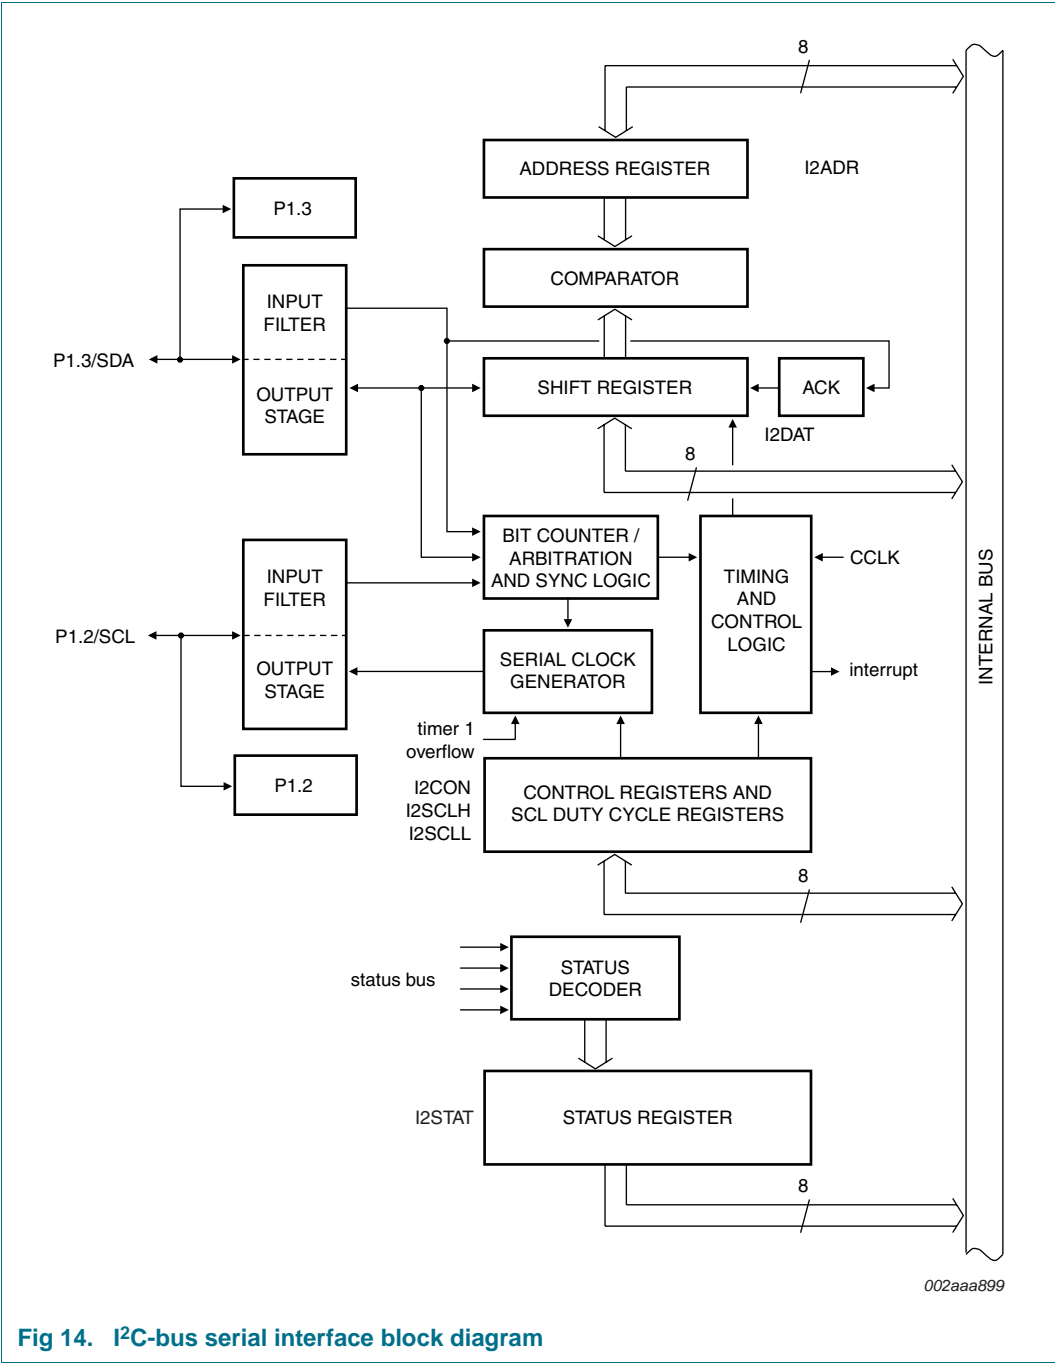 8
ADDRESS REGISTER
I2ADR
P1.3
COMPARATOR
INPUT
FILTER
P1.3/SDA
OUTPUT
STAGE
SHIFT REGISTER
ACK
I2DAT
8
BIT COUNTER /
ARBITRATION
AND SYNC LOGIC
INPUT
FILTER
CCLK
TIMING
AND
CONTROL
LOGIC
INTERNAL BUS
P1.2/SCL
OUTPUT
STAGE
SERIAL CLOCK
GENERATOR
interrupt
timer 1
overflow
P1.2
I2CON
I2SCLH
I2SCLL
CONTROL REGISTERS AND
SCL DUTY CYCLE REGISTERS
8
status bus
STATUS
DECODER
I2STAT
STATUS REGISTER
8
002aaa899
Fig 14. I²C-bus serial interface block diagram